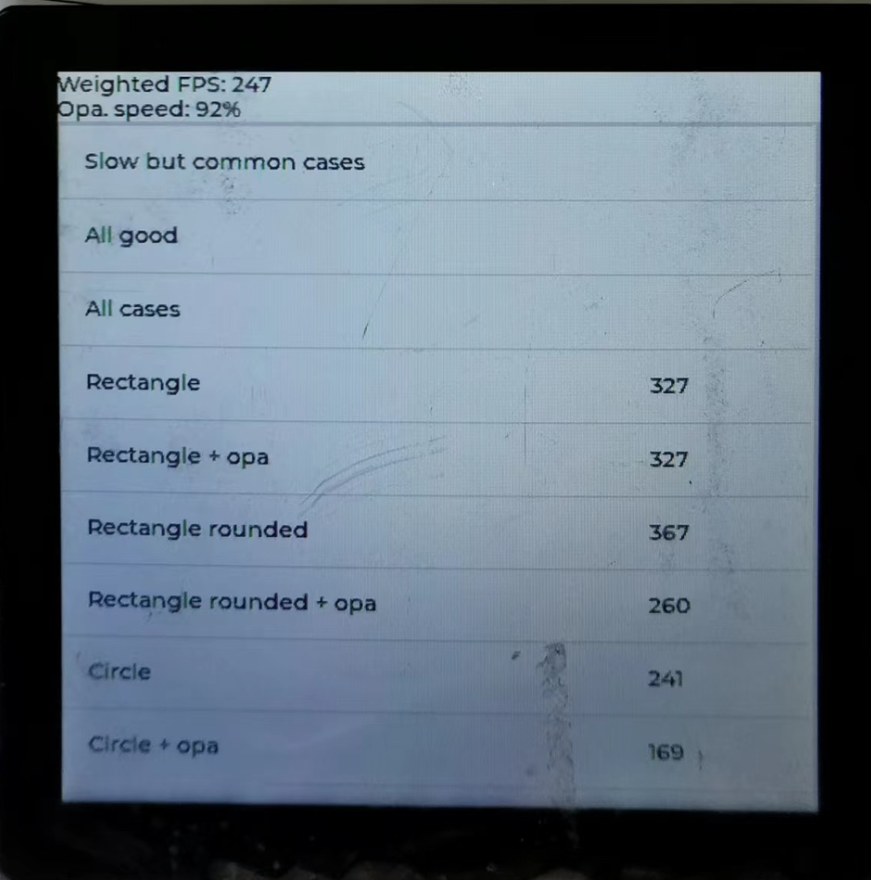 Weighted FPS: 247
Opa. speed: 92%
Slow but common cases
All good
All cases
Rectangle 327
Rectangle + opa 327
Rectangle rounded 367
Rectangle rounded + opa 260
Circle 241
Circle + opa 169